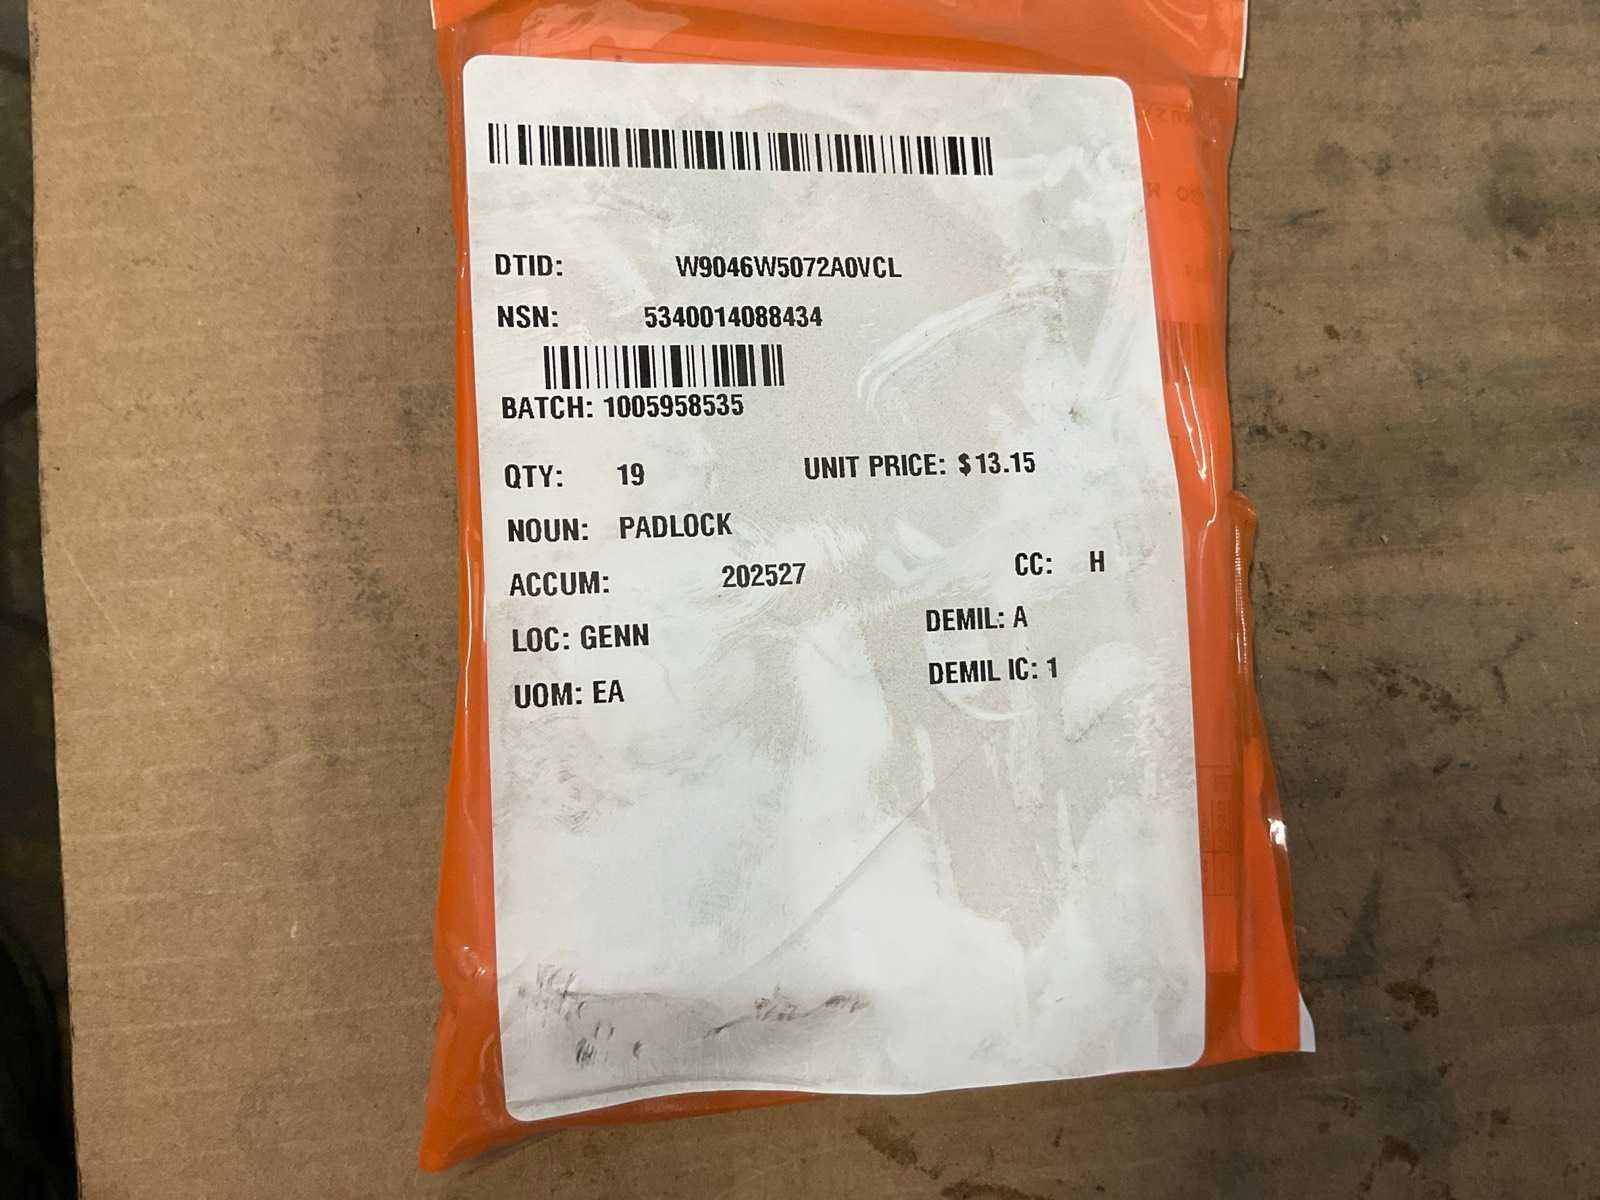 DTID: W9046W5072A0VCL
NSN: 5340014088434
BATCH: 1005958535
QTY: 19 UNIT PRICE: $13.15
NOUN: PADLOCK
ACCUM: 202527 CC: H
LOC: GENN DEMIL: A
UOM: EA DEMIL IC: 1